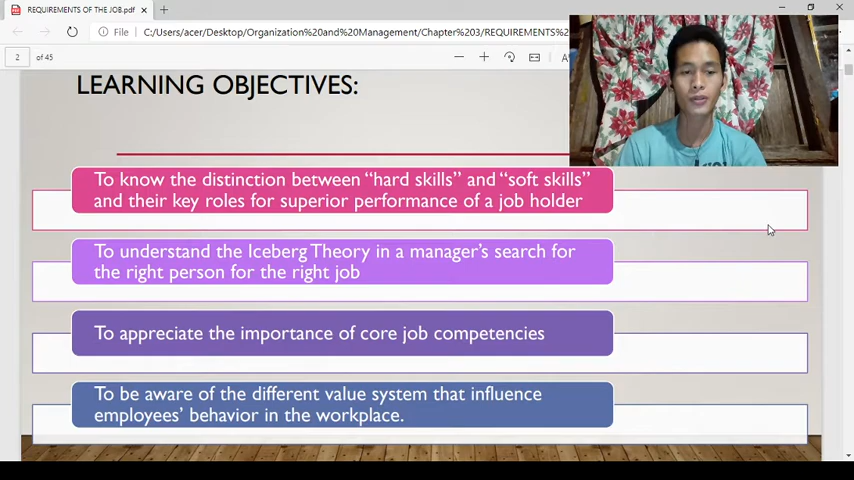 REQUIREMENTS OF THE JOB.pdf
File
C:/Users/acer/Desktop/Organization%20and%20Management/Chapter%203/REQUIREMENTS%2
2
of 45
LEARNING OBJECTIVES:
To know the distinction between “hard skills” and “soft skills”
and their key roles for superior performance of a job holder
To understand the Iceberg Theory in a manager’s search for
the right person for the right job
To appreciate the importance of core job competencies
To be aware of the different value system that influence
employees’ behavior in the workplace.